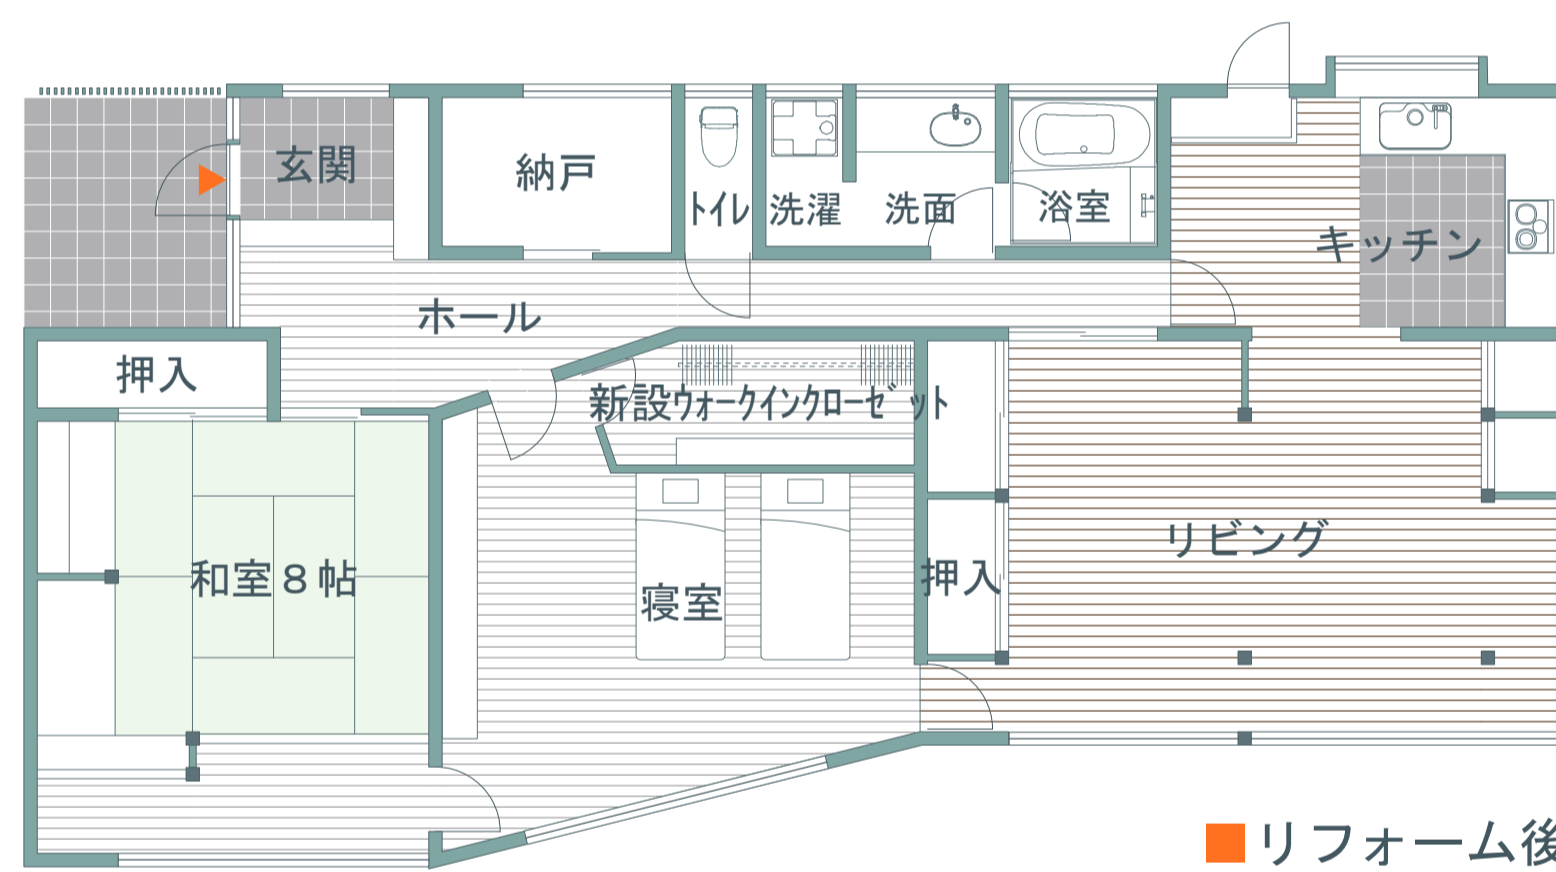 玄関
納戸
ﾄｲﾚ
洗濯
洗面
浴室
キッチン
ホール
押入
新設ｳｫｰｸｲﾝｸﾛｰｾﾞｯﾄ
和室８帖
寝室
押入
リビング
■リフォーム後